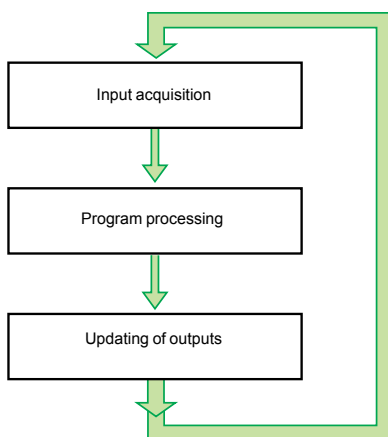 Input acquisition
Program processing
Updating of outputs